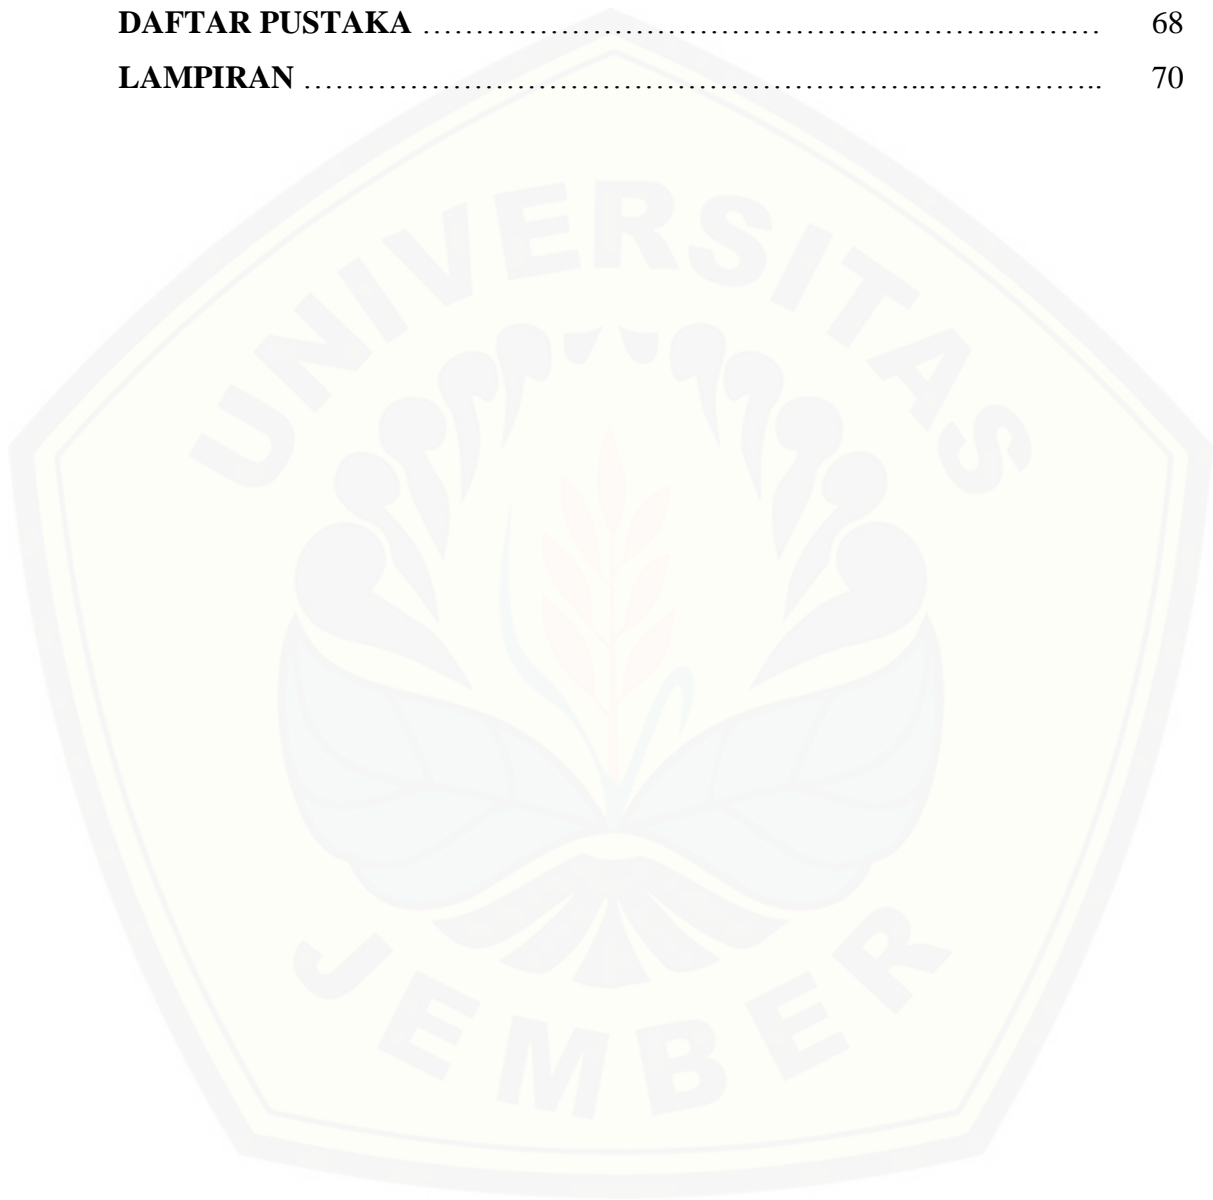 DAFTAR PUSTAKA ………………………………………………….……… 68
LAMPIRAN ……………………………………………………..…………….. 70
UNIVERSITAS
JEMBER